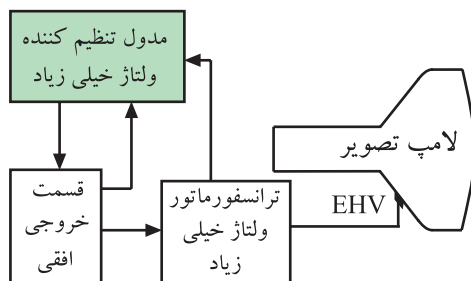 مدول تنظیم کننده
ولتاژ خیلی زیاد
لامپ تصویر
قسمت
خروجی
افقی
ترانسفورماتور
ولتاژ خیلی
زیاد
EHV